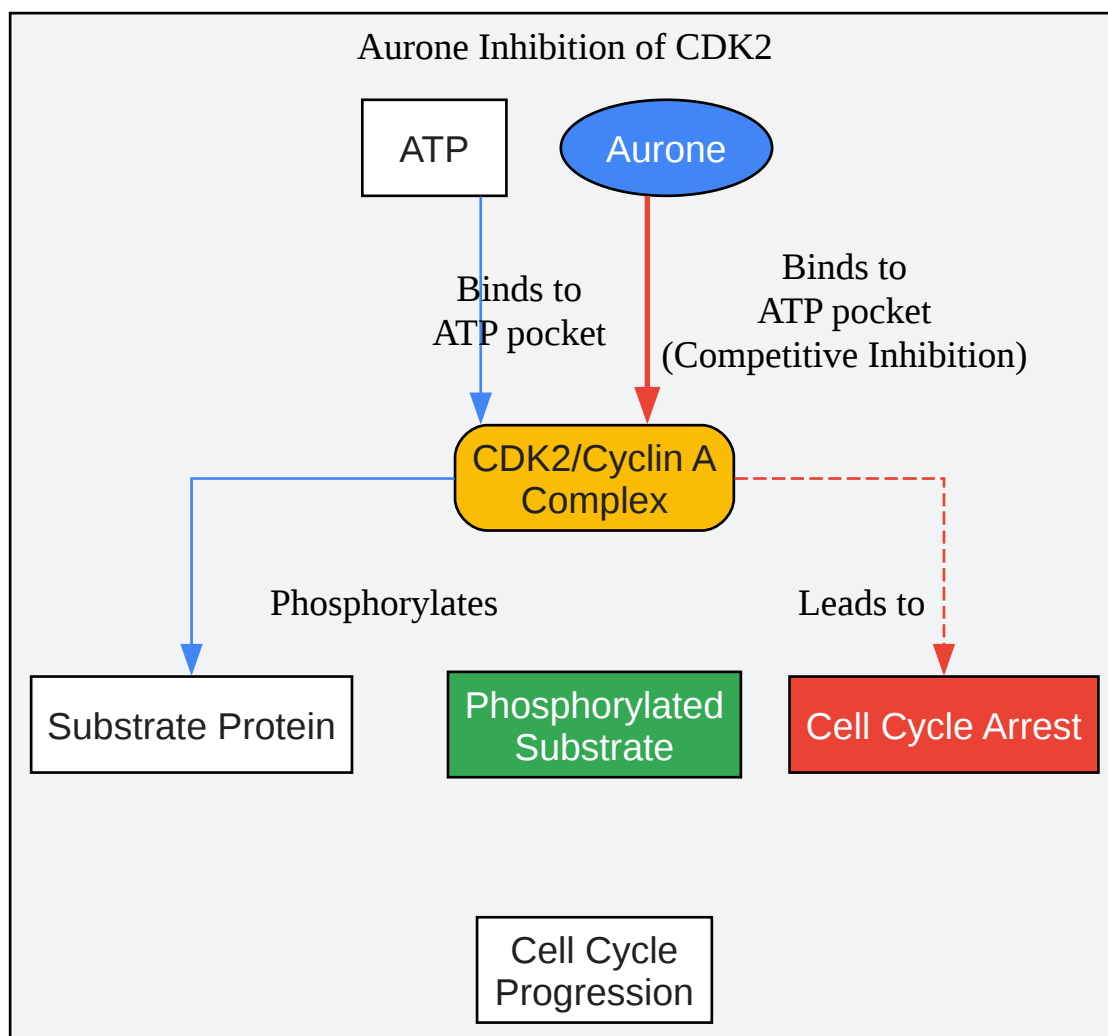 Aurone Inhibition of CDK2
ATP
Aurone
Binds to
ATP pocket
Binds to
ATP pocket
(Competitive Inhibition)
CDK2/Cyclin A
Complex
Phosphorylates
Leads to
Substrate Protein
Phosphorylated
Substrate
Cell Cycle Arrest
Cell Cycle
Progression